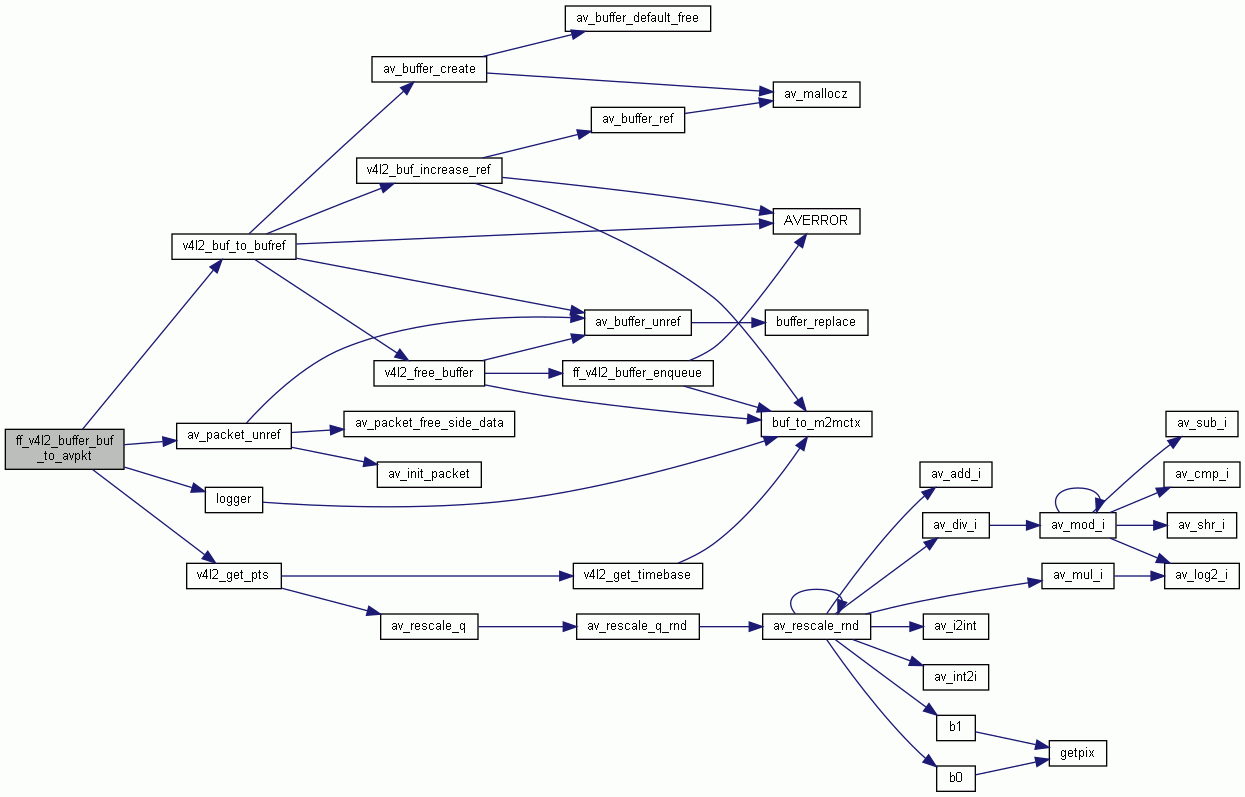 av_buffer_default_free
av_buffer_create
av_mallocz
av_buffer_ref
v4l2_buf_increase_ref
AVERROR
v4l2_buf_to_bufref
av_buffer_unref
buffer_replace
v4l2_free_buffer
ff_v4l2_buffer_enqueue
buf_to_m2mctx
av_packet_free_side_data
av_sub_i
ff_v4l2_buffer_buf
_to_avpkt
av_packet_unref
av_init_packet
av_add_i
av_cmp_i
logger
av_div_i
av_mod_i
av_shr_i
v4l2_get_pts
v4l2_get_timebase
av_mul_i
av_log2_i
av_rescale_q
av_rescale_q_rnd
av_rescale_rnd
av_i2int
av_int2i
b1
getpix
b0